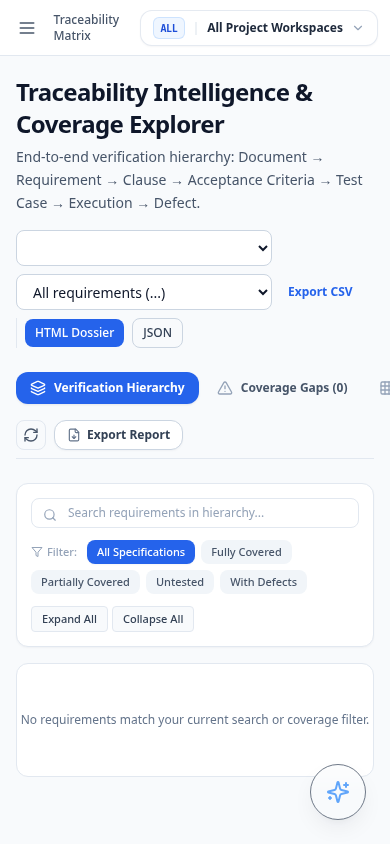 Traceability
Matrix
ALL
All Project Workspaces
Traceability Intelligence &
Coverage Explorer
End-to-end verification hierarchy: Document →
Requirement → Clause → Acceptance Criteria → Test
Case → Execution → Defect.
All requirements (...)
Export CSV
HTML Dossier
JSON
Verification Hierarchy
Coverage Gaps (0)
Export Report
Search requirements in hierarchy...
Filter:
All Specifications
Fully Covered
Partially Covered
Untested
With Defects
Expand All
Collapse All
No requirements match your current search or coverage filter.